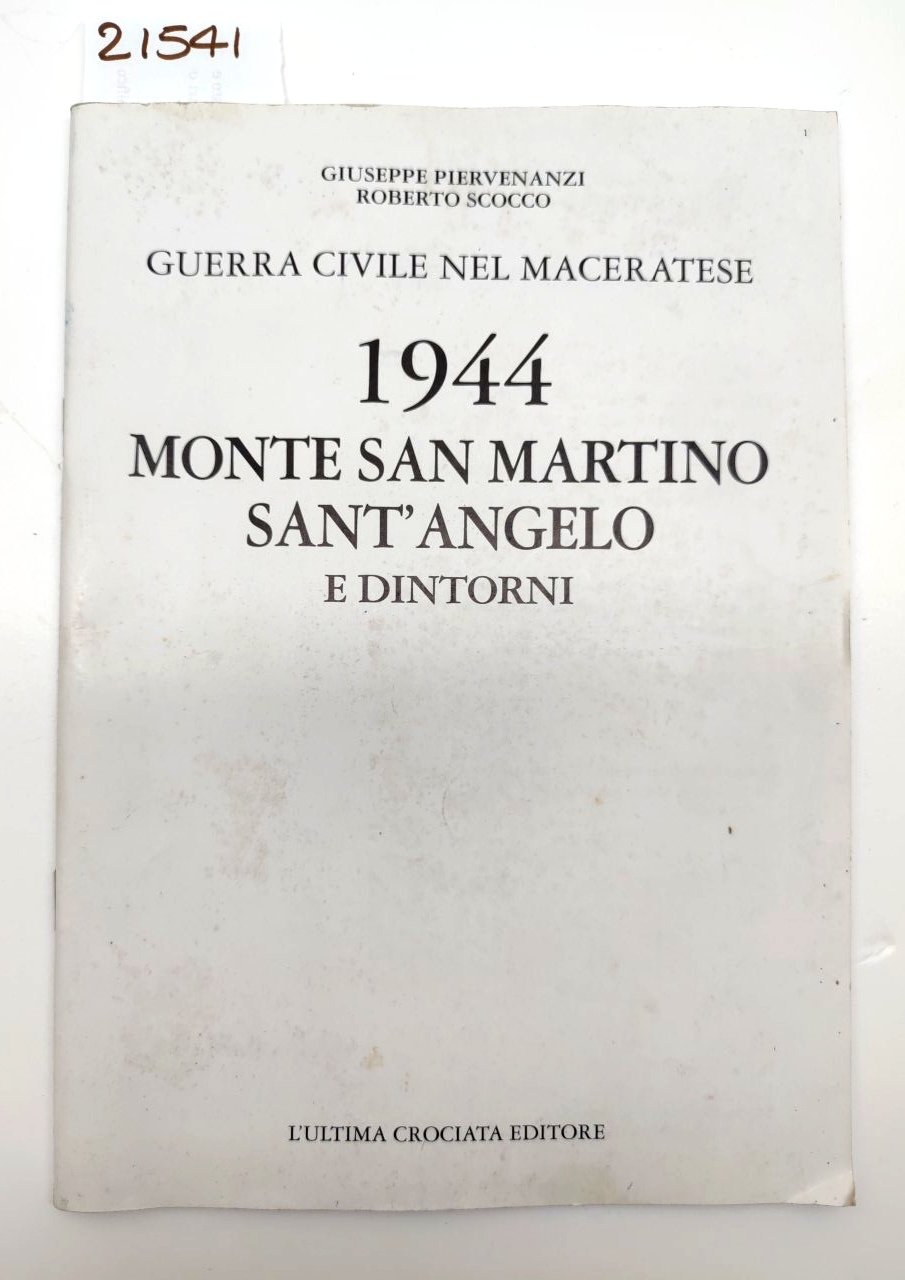 21541
1
GIUSEPPE PIERVENANZI
ROBERTO SCOCCO
GUERRA CIVILE NEL MACERATESE
1944
MONTE SAN MARTINO
SANT'ANGELO
E DINTORNI
L'ULTIMA CROCIATA EDITORE